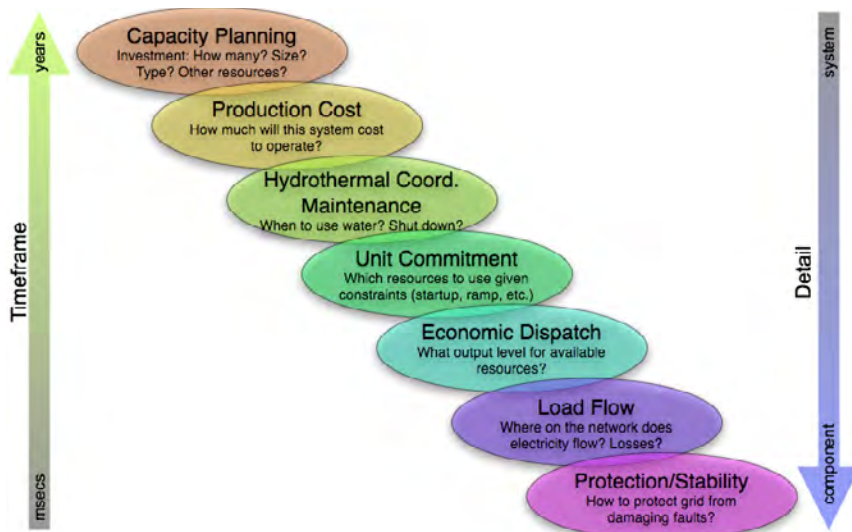 years
Timeframe
msecs
Capacity Planning
Investment: How many? Size?
Type? Other resources?
Production Cost
How much will this system cost
to operate?
Hydrothermal Coord.
Maintenance
When to use water? Shut down?
Unit Commitment
Which resources to use given
constraints (startup, ramp, etc.)
Economic Dispatch
What output level for available
resources?
Load Flow
Where on the network does
electricity flow? Losses?
Protection/Stability
How to protect grid from
damaging faults?
system
Detail
component